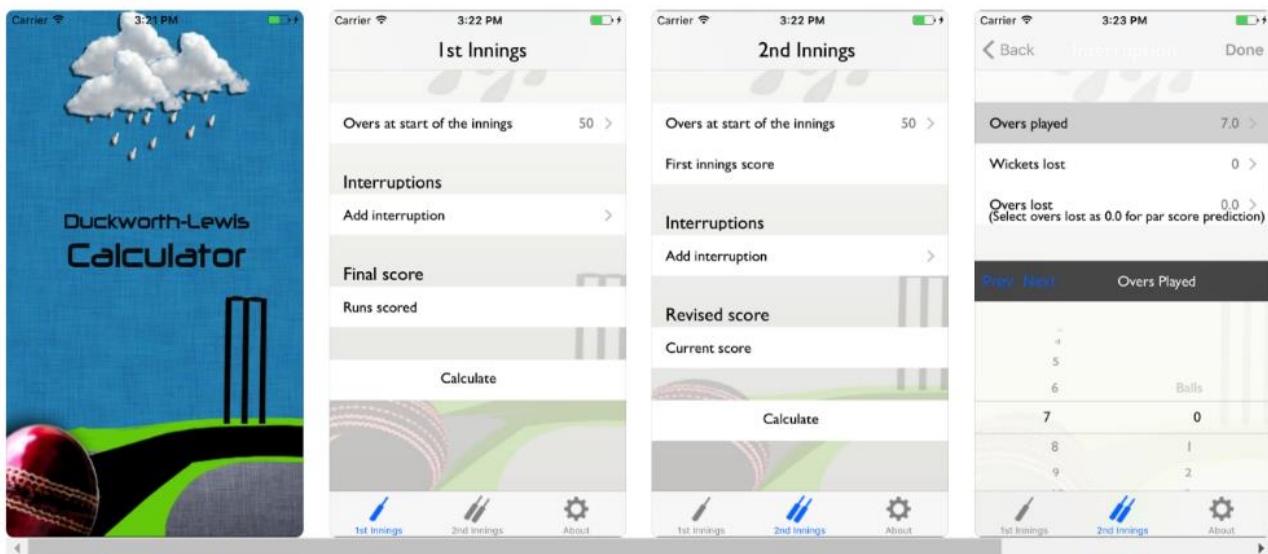 Carrier 3:21 PM
Duckworth-Lewis
Calculator
Carrier 3:22 PM
1st Innings
Overs at start of the innings 50
Interruptions
Add interruption
Final score
Runs scored
Calculate
1st Innings 2nd Innings About
Carrier 3:22 PM
2nd Innings
Overs at start of the innings 50
First innings score
Interruptions
Add interruption
Revised score
Current score
Calculate
1st Innings 2nd Innings About
Carrier 3:23 PM
Back Interruption Done
Overs played 7.0
Wickets lost 0
Overs lost 0.0
(Select overs lost as 0.0 for par score prediction)
Prev Next Overs Played
4
5
6 Balls
7 0
8 1
9 2
1st Innings 2nd Innings About